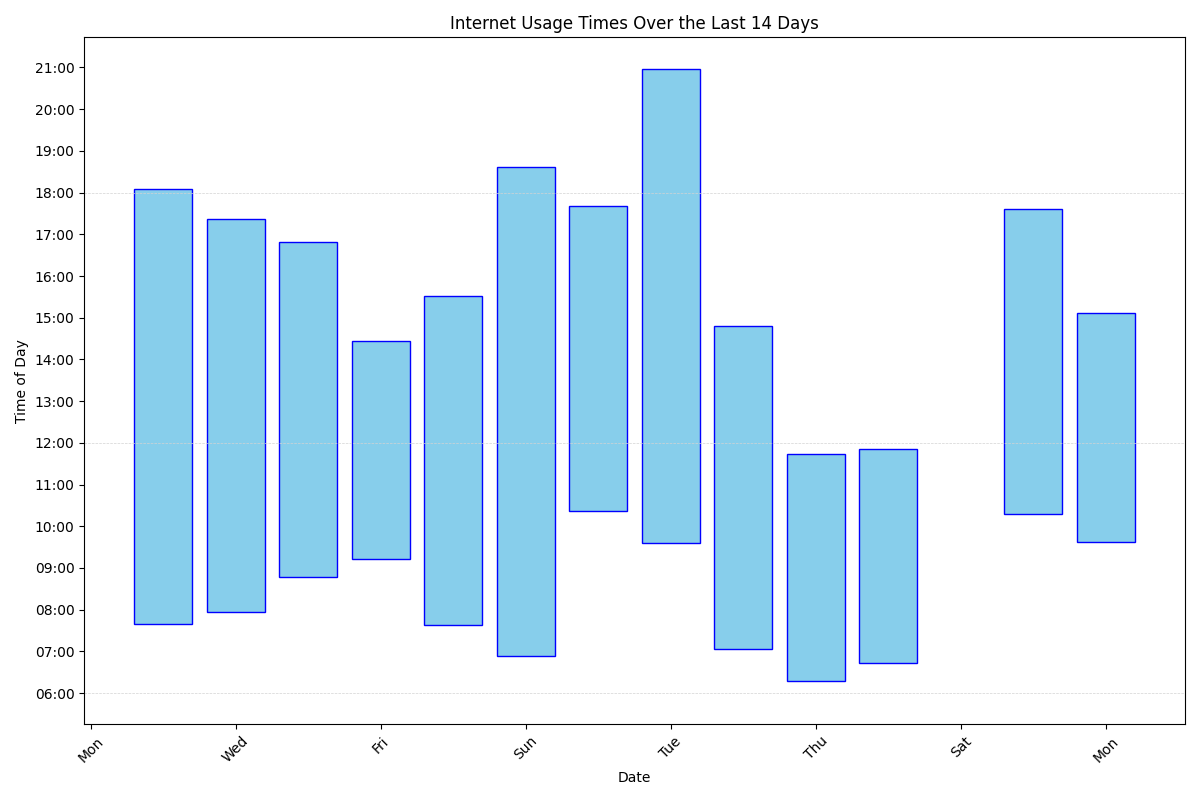 Internet Usage Times Over the Last 14 Days
21:00
20:00
19:00
18:00
17:00
16:00
15:00
14:00
13:00
12:00
11:00
10:00
09:00
08:00
07:00
06:00
Time of Day
Mon
Wed
Fri
Sun
Tue
Thu
Sat
Mon
Date